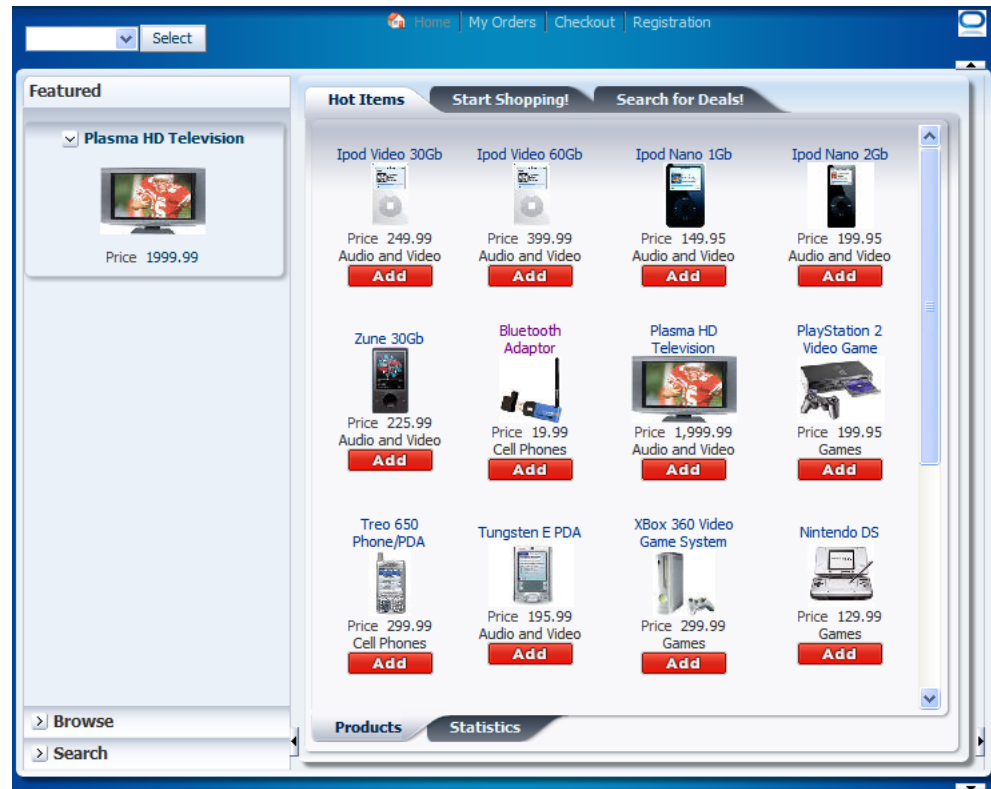 Select
Home
My Orders
Checkout
Registration
Featured
Plasma HD Television
Price 1999.99
Browse
Search
Hot Items
Start Shopping!
Search for Deals!
Ipod Video 30Gb
Price 249.99
Audio and Video
Add
Ipod Video 60Gb
Price 399.99
Audio and Video
Add
Ipod Nano 1Gb
Price 149.95
Audio and Video
Add
Ipod Nano 2Gb
Price 199.95
Audio and Video
Add
Zune 30Gb
Price 225.99
Audio and Video
Add
Bluetooth
Adaptor
Price 19.99
Cell Phones
Add
Plasma HD
Television
Price 1,999.99
Audio and Video
Add
PlayStation 2
Video Game
Price 199.95
Games
Add
Treo 650
Phone/PDA
Price 299.99
Cell Phones
Add
Tungsten E PDA
Price 195.99
Audio and Video
Add
XBox 360 Video
Game System
Price 299.99
Games
Add
Nintendo DS
Price 129.99
Games
Add
Products
Statistics